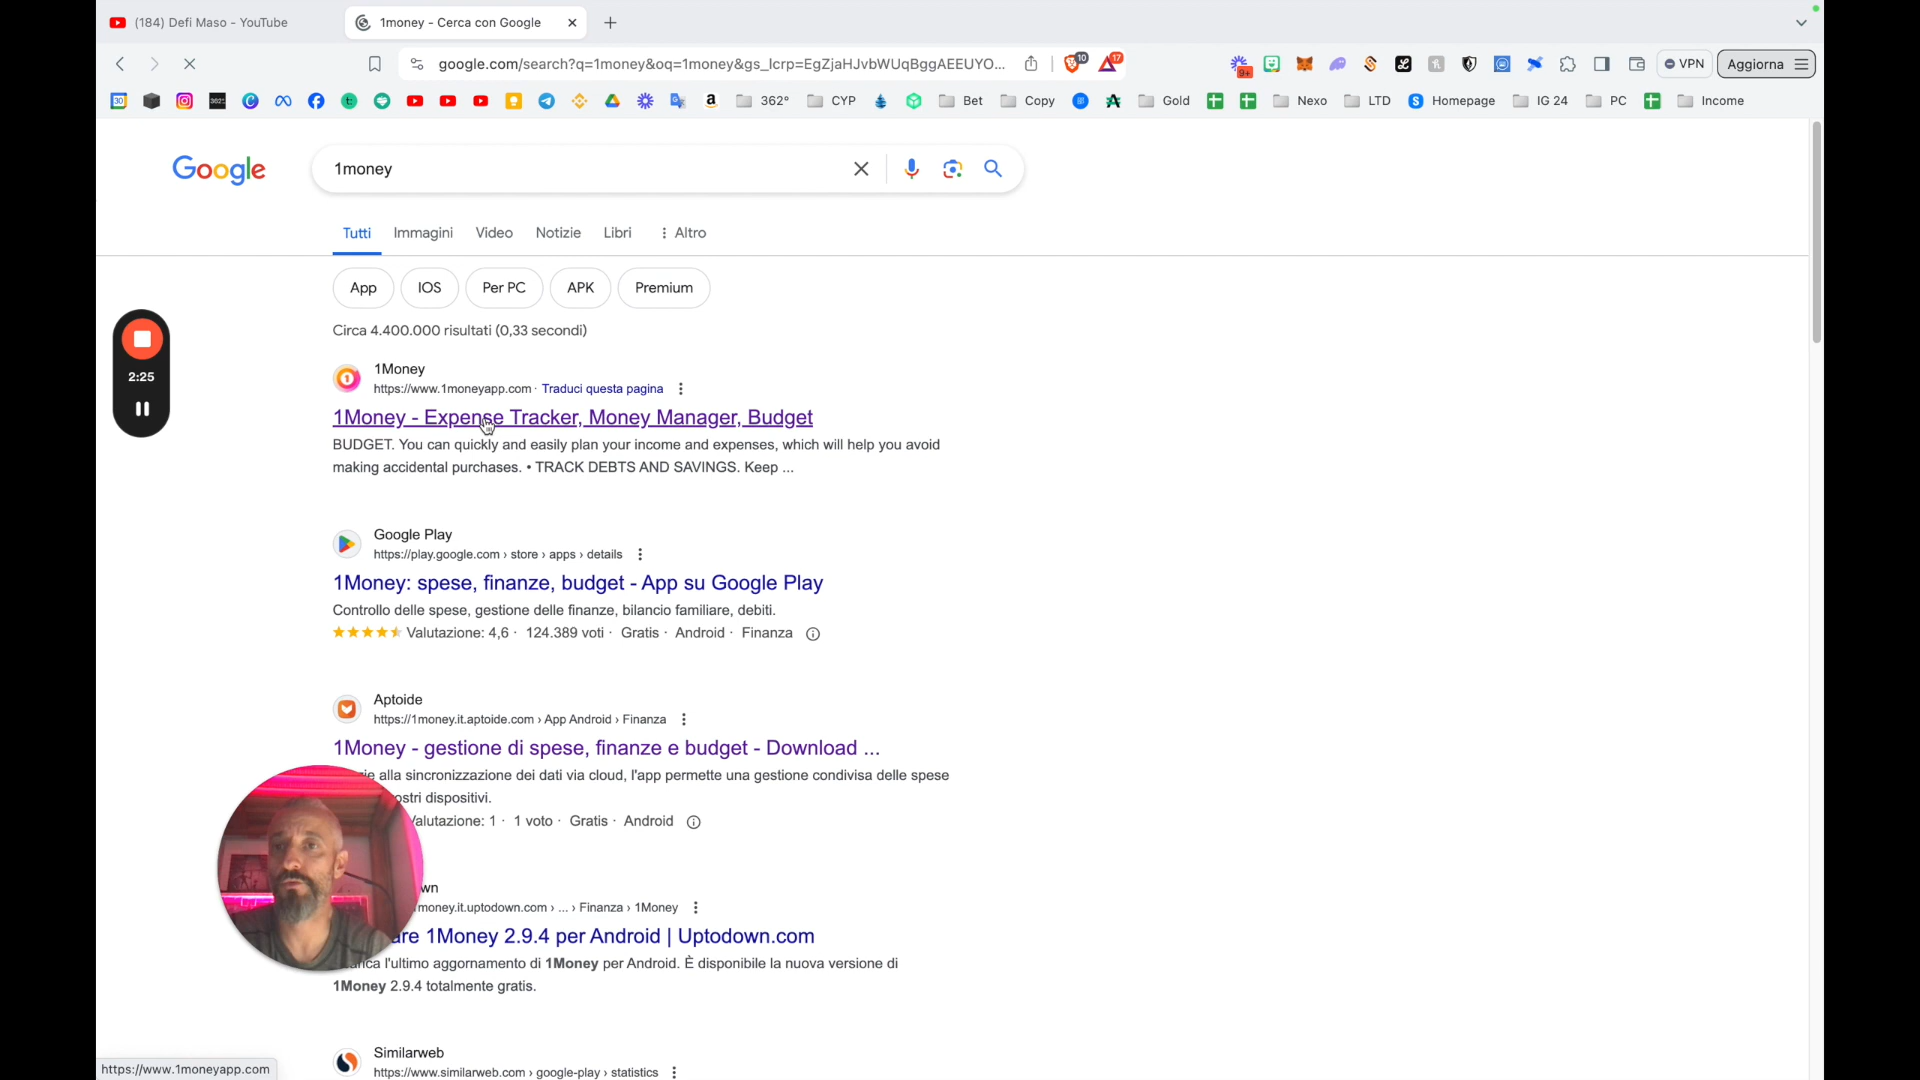 (184) Defi Maso - YouTube
1money - Cerca con Google
google.com/search?q=1money&oq=1money&gs_lcrp=EgZjaHJvbWUqBggAEEUYO...
10
17
9+
VPN
Aggiorna
30
362°
CYP
Bet
Copy
Gold
Nexo
LTD
Homepage
IG 24
PC
Income
Google
1money
Tutti
Immagini
Video
Notizie
Libri
Altro
App
IOS
Per PC
APK
Premium
Circa 4.400.000 risultati (0,33 secondi)
2:25
1Money
https://www.1moneyapp.com · Traduci questa pagina
1Money - Expense Tracker, Money Manager, Budget
BUDGET. You can quickly and easily plan your income and expenses, which will help you avoid
making accidental purchases. • TRACK DEBTS AND SAVINGS. Keep ...
Google Play
https://play.google.com › store › apps › details
1Money: spese, finanze, budget - App su Google Play
Controllo delle spese, gestione delle finanze, bilancio familiare, debiti.
Valutazione: 4,6 · 124.389 voti · Gratis · Android · Finanza
Aptoide
https://1money.it.aptoide.com › App Android › Finanza
1Money - gestione di spese, finanze e budget - Download ...
alla sincronizzazione dei dati via cloud, l'app permette una gestione condivisa delle spese
ostri dispositivi.
Valutazione: 1 · 1 voto · Gratis · Android
wn
money.it.uptodown.com › ... › Finanza › 1Money
are 1Money 2.9.4 per Android | Uptodown.com
l'ultimo aggornamento di 1Money per Android. È disponibile la nuova versione di
1Money 2.9.4 totalmente gratis.
Similarweb
https://www.similarweb.com › google-play › statistics
https://www.1moneyapp.com